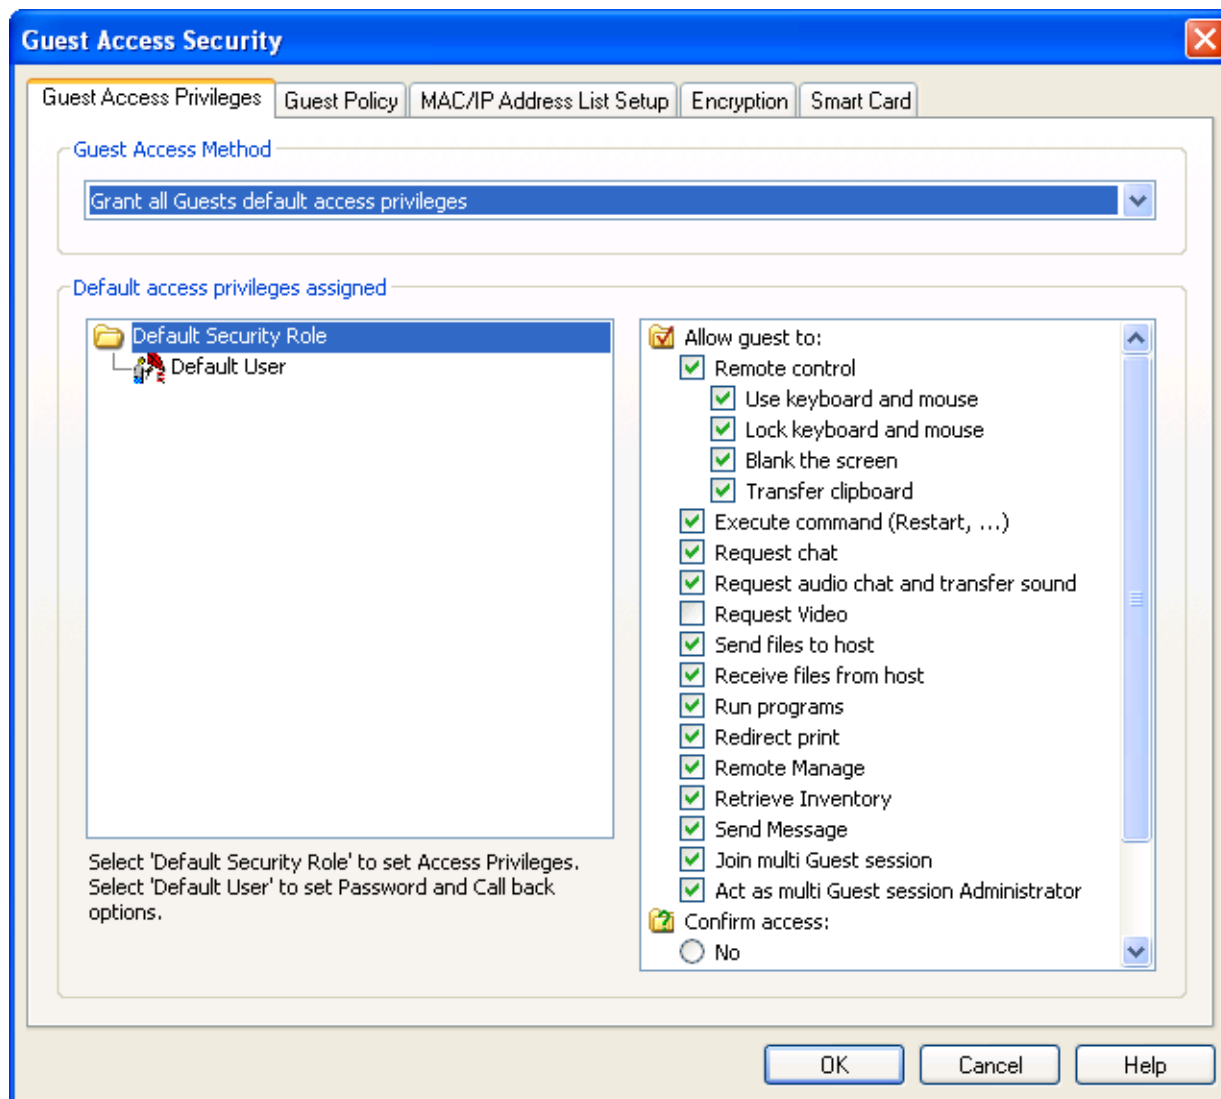 Guest Access Security
Guest Access Privileges
Guest Policy
MAC/IP Address List Setup
Encryption
Smart Card
Guest Access Method
Grant all Guests default access privileges
Default access privileges assigned
Default Security Role
Default User
Select 'Default Security Role' to set Access Privileges.
Select 'Default User' to set Password and Call back
options.
Allow guest to:
Remote control
Use keyboard and mouse
Lock keyboard and mouse
Blank the screen
Transfer clipboard
Execute command (Restart, ...)
Request chat
Request audio chat and transfer sound
Request Video
Send files to host
Receive files from host
Run programs
Redirect print
Remote Manage
Retrieve Inventory
Send Message
Join multi Guest session
Act as multi Guest session Administrator
Confirm access:
No
OK
Cancel
Help